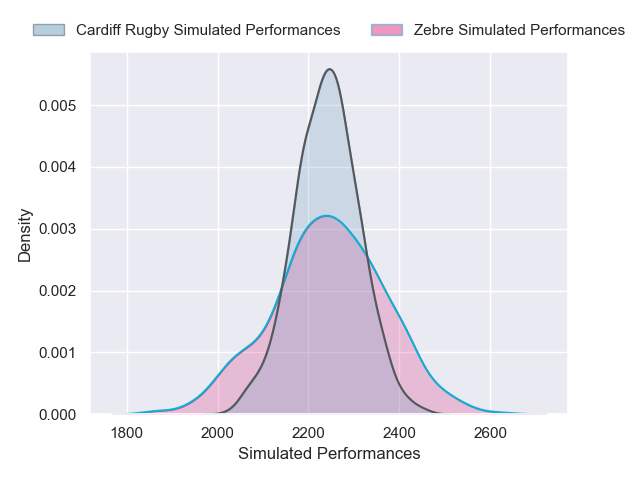 Cardiff Rugby Simulated Performances
Zebre Simulated Performances
Density
0.005
0.004
0.003
0.002
0.001
0.000
1800
2000
2200
2400
2600
Simulated Performances